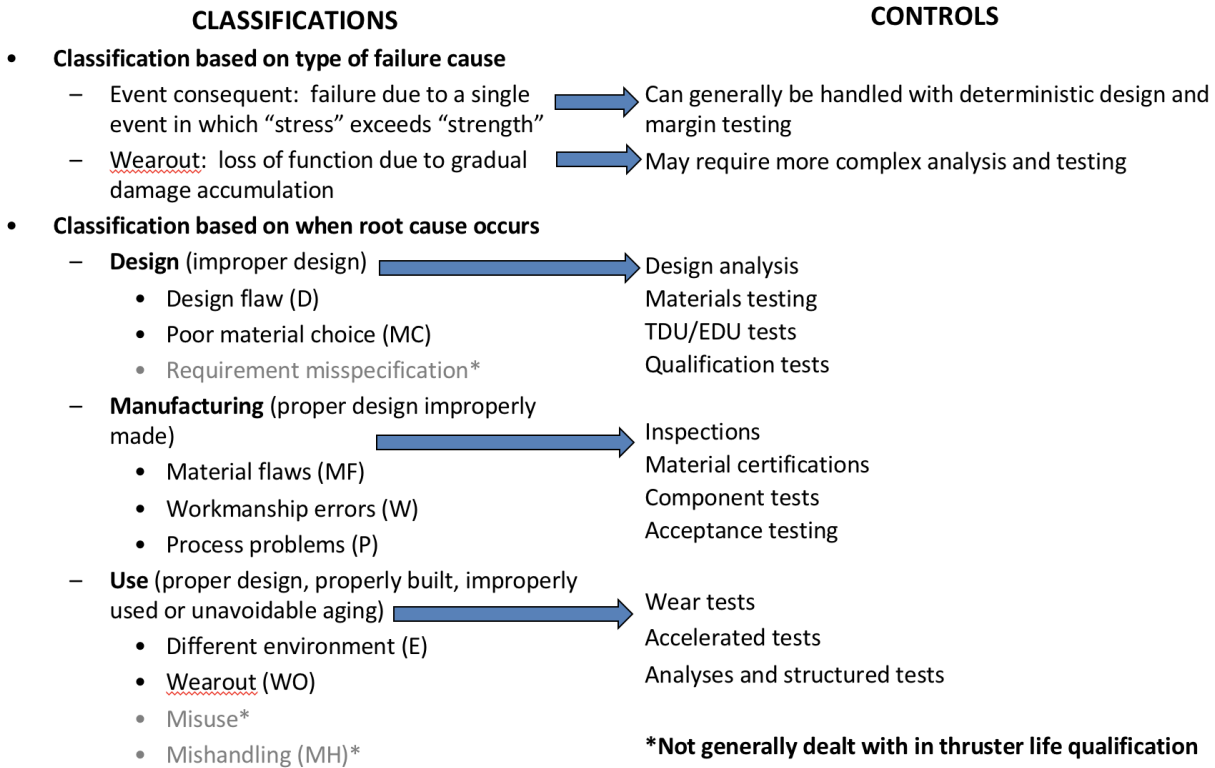 CLASSIFICATIONS
CONTROLS
• Classification based on type of failure cause
– Event consequent: failure due to a single
event in which “stress” exceeds “strength”
Can generally be handled with deterministic design and
margin testing
– Wearout: loss of function due to gradual
damage accumulation
May require more complex analysis and testing
• Classification based on when root cause occurs
– Design (improper design)
• Design flaw (D)
• Poor material choice (MC)
• Requirement misspecification*
Design analysis
Materials testing
TDU/EDU tests
Qualification tests
– Manufacturing (proper design improperly
made)
• Material flaws (MF)
• Workmanship errors (W)
• Process problems (P)
Inspections
Material certifications
Component tests
Acceptance testing
– Use (proper design, properly built, improperly
used or unavoidable aging)
• Different environment (E)
• Wearout (WO)
• Misuse*
• Mishandling (MH)*
Wear tests
Accelerated tests
Analyses and structured tests
*Not generally dealt with in thruster life qualification